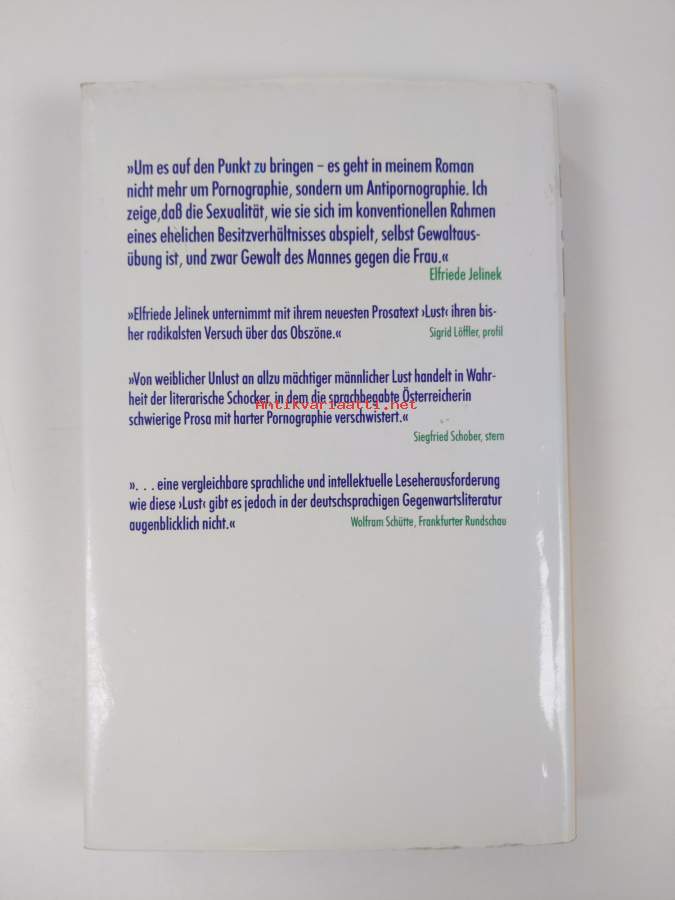 »Um es auf den Punkt zu bringen – es geht in meinem Roman
nicht mehr um Pornographie, sondern um Antipornographie. Ich
zeige,daß die Sexualität, wie sie sich im konventionellen Rahmen
eines ehelichen Besitzverhältnisses abspielt, selbst Gewaltaus-
übung ist, und zwar Gewalt des Mannes gegen die Frau.«
Elfriede Jelinek
»Elfriede Jelinek unternimmt mit ihrem neuesten Prosatext ›Lust‹ ihren bis-
her radikalsten Versuch über das Obszöne.« Sigrid Löffler, profil
»Von weiblicher Unlust an allzu mächtiger männlicher Lust handelt in Wahr-
heit der literarische Schocker, in dem die sprachbegabte Österreicherin
Antikvariaatti.net
schwierige Prosa mit harter Pornographie verschwistert.«
Siegfried Schober, stern
». . . eine vergleichbare sprachliche und intellektuelle Leseherausforderung
wie diese ›Lust‹ gibt es jedoch in der deutschsprachigen Gegenwartsliteratur
augenblicklich nicht.« Wolfram Schütte, Frankfurter Rundschau